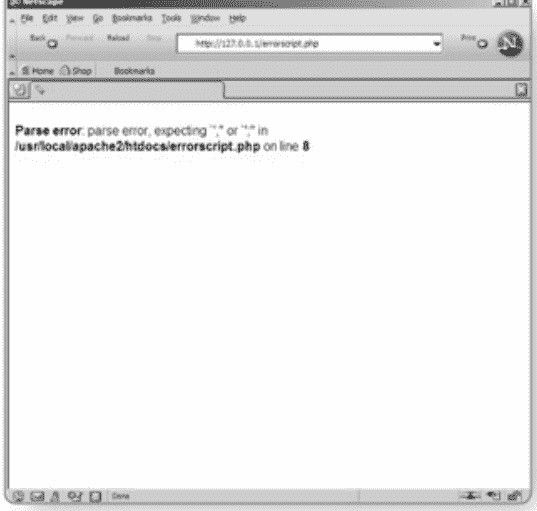 Netscape
File Edit View Go Bookmarks Tools Window Help
Back Forward Reload Stop http://127.0.0.1/errorscript.php Print N
Home Shop Bookmarks
Parse error: parse error, expecting `','' or `';'' in
/usr/local/apache2/htdocs/errorscript.php on line 8
Done